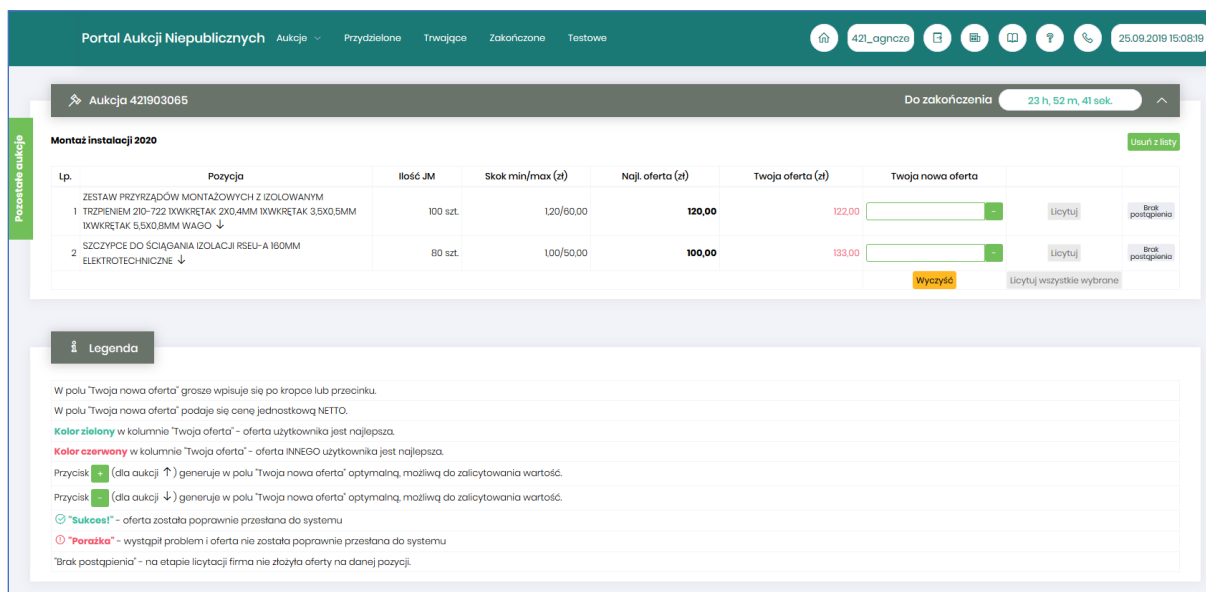 Portal Aukcji Niepublicznych Aukcje Przydzielone Trwające Zakończone Testowe 421_agncze 25.09.2019 15:08:19
Pozostałe aukcje
Aukcja 421903065 Do zakończenia 23 h, 52 m, 41 sek.
Montaż instalacji 2020 Usuń z listy
Lp. Pozycja Ilość JM Skok min/max (zł) Najl. oferta (zł) Twoja oferta (zł) Twoja nowa oferta
ZESTAW PRZYRZĄDÓW MONTAŻOWYCH Z IZOLOWANYM
1 TRZPIENIEM 210-722 1XWKRĘTAK 2X0,4MM 1XWKRĘTAK 3,5X0,5MM 100 szt. 1,20/60,00 120,00 122,00 - Licytuj Brak postąpienia
1XWKRĘTAK 5,5X0,8MM WAGO ↓
2 SZCZYPCE DO ŚCIĄGANIA IZOLACJI RSEU-A 160MM 80 szt. 1,00/50,00 100,00 133,00 - Licytuj Brak postąpienia
ELEKTROTECHNICZNE ↓
Wyczyść Licytuj wszystkie wybrane
Legenda
W polu "Twoja nowa oferta" grosze wpisuje się po kropce lub przecinku.
W polu "Twoja nowa oferta" podaje się cenę jednostkową NETTO.
Kolor zielony w kolumnie "Twoja oferta" - oferta użytkownika jest najlepsza.
Kolor czerwony w kolumnie "Twoja oferta" - oferta INNEGO użytkownika jest najlepsza.
Przycisk + (dla aukcji ↑) generuje w polu "Twoja nowa oferta" optymalną, możliwą do zalicytowania wartość.
Przycisk - (dla aukcji ↓) generuje w polu "Twoja nowa oferta" optymalną, możliwą do zalicytowania wartość.
"Sukces!" - oferta została poprawnie przesłana do systemu
"Porażka" - wystąpił problem i oferta nie została poprawnie przesłana do systemu
"Brak postąpienia" - na etapie licytacji firma nie złożyła oferty na danej pozycji.